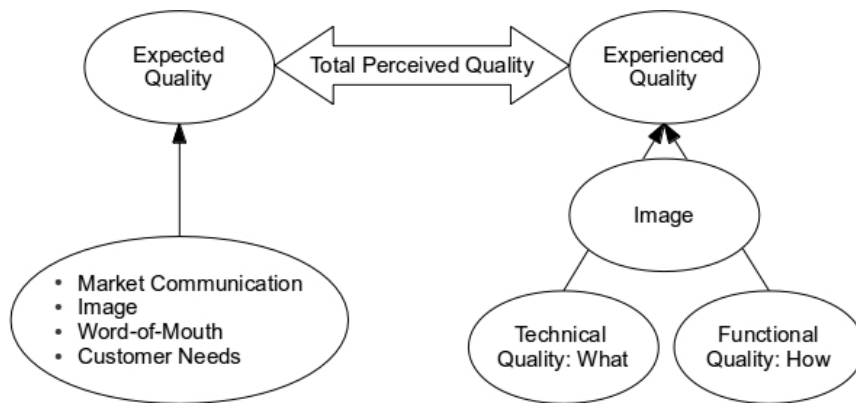 Expected
Quality
Total Perceived Quality
Experienced
Quality
Image
• Market Communication
• Image
• Word-of-Mouth
• Customer Needs
Technical
Quality: What
Functional
Quality: How